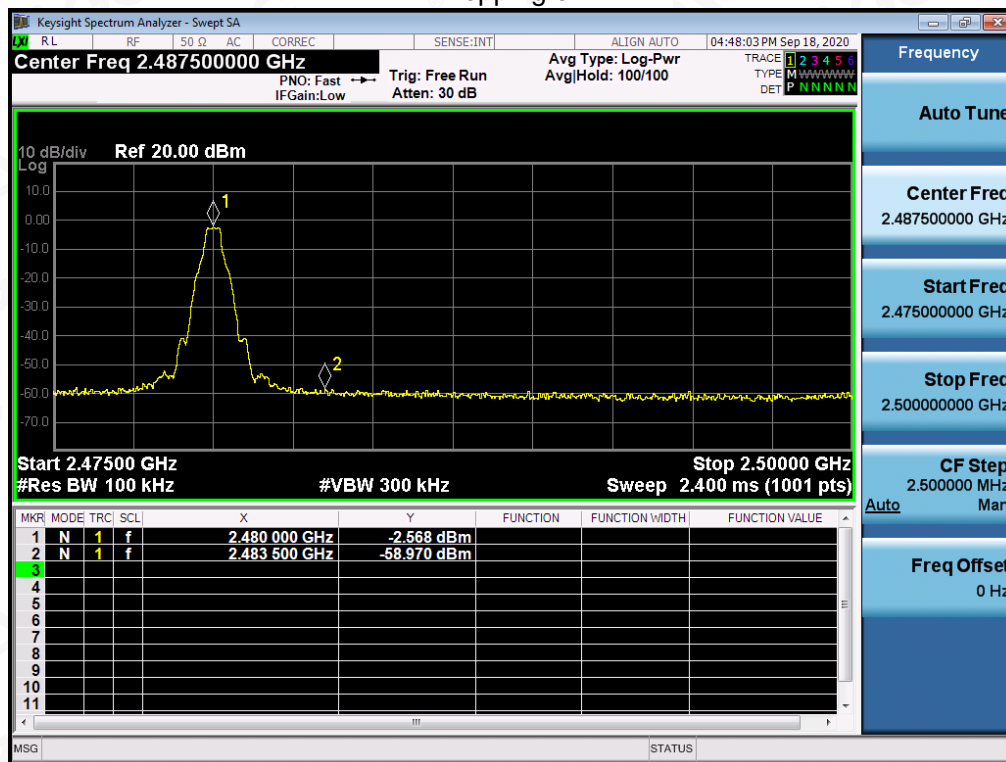 Keysight Spectrum Analyzer - Swept SA
LXI RL RF 50 Ω AC CORREC SENSE:INT ALIGN AUTO 04:48:03 PM Sep 18, 2020
Center Freq 2.487500000 GHz
PNO: Fast
IFGain:Low
Trig: Free Run
Atten: 30 dB
Avg Type: Log-Pwr
Avg|Hold: 100/100
TRACE 1 2 3 4 5 6
TYPE M WWWWW
DET P N N N N N
10 dB/div Ref 20.00 dBm
Log
10.0
0.00
-10.0
-20.0
-30.0
-40.0
-50.0
-60.0
-70.0
1
2
Start 2.47500 GHz Stop 2.50000 GHz
#Res BW 100 kHz #VBW 300 kHz Sweep 2.400 ms (1001 pts)
MKR MODE TRC SCL X Y FUNCTION FUNCTION WIDTH FUNCTION VALUE
1 N 1 f 2.480 000 GHz -2.568 dBm
2 N 1 f 2.483 500 GHz -58.970 dBm
3
4
5
6
7
8
9
10
11
MSG STATUS
Frequency
Auto Tune
Center Freq
2.487500000 GHz
Start Freq
2.475000000 GHz
Stop Freq
2.500000000 GHz
CF Step
2.500000 MHz
Auto Man
Freq Offset
0 Hz